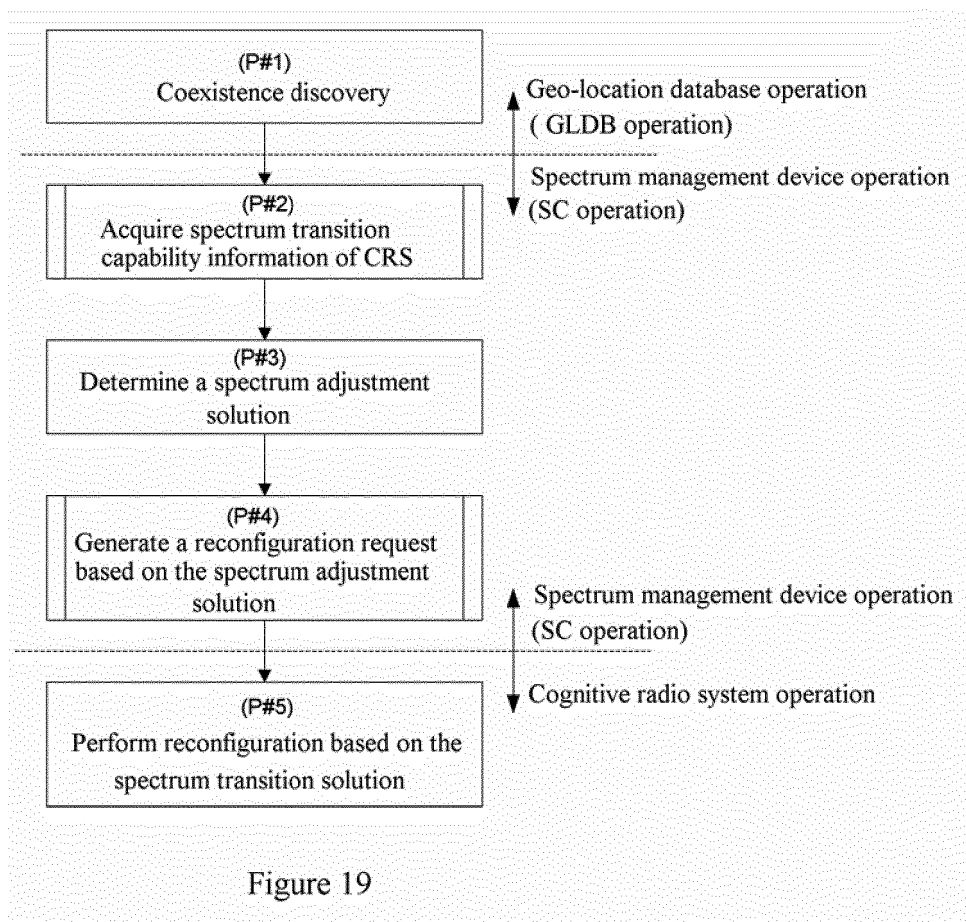 (P#1)
Coexistence discovery
Geo-location database operation
( GLDB operation)
Spectrum management device operation
(SC operation)
(P#2)
Acquire spectrum transition
capability information of CRS
(P#3)
Determine a spectrum adjustment
solution
(P#4)
Generate a reconfiguration request
based on the spectrum adjustment
solution
Spectrum management device operation
(SC operation)
Cognitive radio system operation
(P#5)
Perform reconfiguration based on the
spectrum transition solution
Figure 19